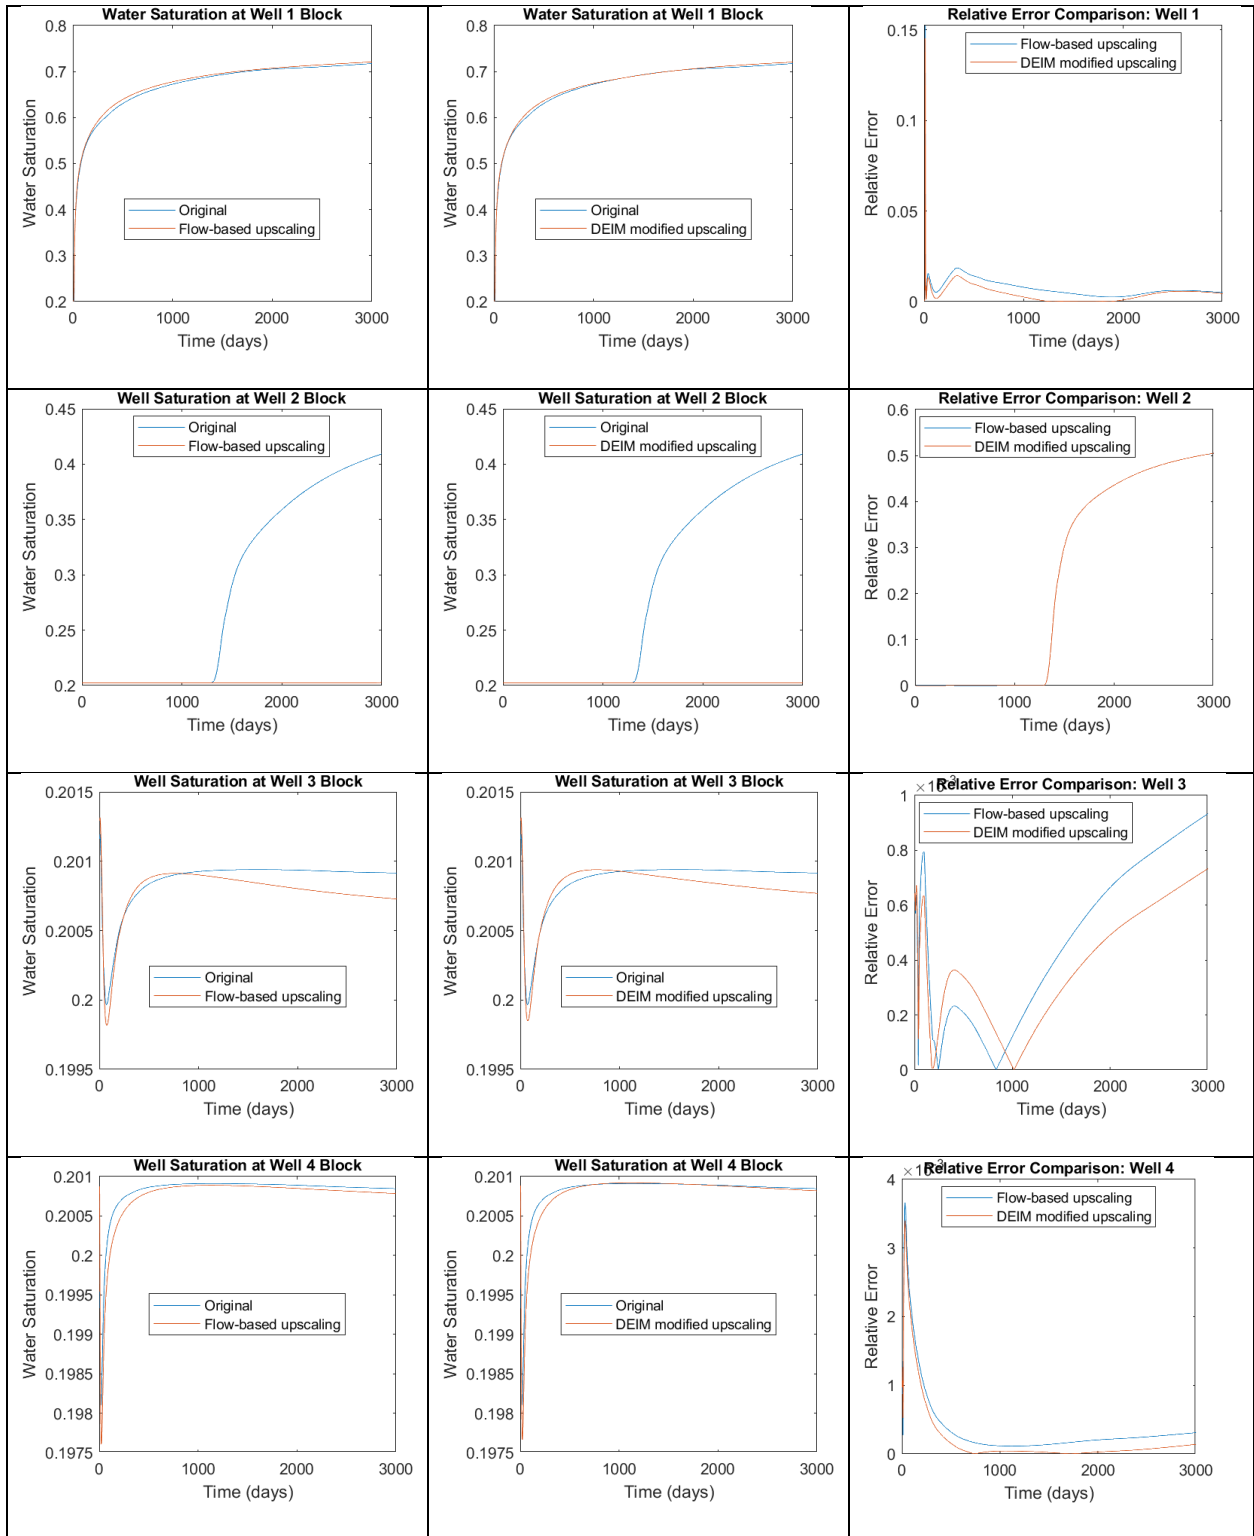 Water Saturation at Well 1 Block
0.8
0.7
0.6
0.5
0.4
0.3
0.2
Water Saturation
Original
Flow-based upscaling
0 1000 2000 3000
Time (days)
Water Saturation at Well 1 Block
0.8
0.7
0.6
0.5
0.4
0.3
0.2
Water Saturation
Original
DEIM modified upscaling
0 1000 2000 3000
Time (days)
Relative Error Comparison: Well 1
0.15
0.1
0.05
0
Relative Error
Flow-based upscaling
DEIM modified upscaling
0 1000 2000 3000
Time (days)
Well Saturation at Well 2 Block
0.45
0.4
0.35
0.3
0.25
0.2
Water Saturation
Original
Flow-based upscaling
0 1000 2000 3000
Time (days)
Well Saturation at Well 2 Block
0.45
0.4
0.35
0.3
0.25
0.2
Water Saturation
Original
DEIM modified upscaling
0 1000 2000 3000
Time (days)
Relative Error Comparison: Well 2
0.6
0.5
0.4
0.3
0.2
0.1
0
Relative Error
Flow-based upscaling
DEIM modified upscaling
0 1000 2000 3000
Time (days)
Well Saturation at Well 3 Block
0.2015
0.201
0.2005
0.2
0.1995
Water Saturation
Original
Flow-based upscaling
0 1000 2000 3000
Time (days)
Well Saturation at Well 3 Block
0.2015
0.201
0.2005
0.2
0.1995
Water Saturation
Original
DEIM modified upscaling
0 1000 2000 3000
Time (days)
Relative Error Comparison: Well 3
1
0.8
0.6
0.4
0.2
0
Relative Error
Flow-based upscaling
DEIM modified upscaling
0 1000 2000 3000
Time (days)
Well Saturation at Well 4 Block
0.201
0.2005
0.2
0.1995
0.199
0.1985
0.198
0.1975
Water Saturation
Original
Flow-based upscaling
0 1000 2000 3000
Time (days)
Well Saturation at Well 4 Block
0.201
0.2005
0.2
0.1995
0.199
0.1985
0.198
0.1975
Water Saturation
Original
DEIM modified upscaling
0 1000 2000 3000
Time (days)
Relative Error Comparison: Well 4
4
3
2
1
0
Relative Error
Flow-based upscaling
DEIM modified upscaling
0 1000 2000 3000
Time (days)